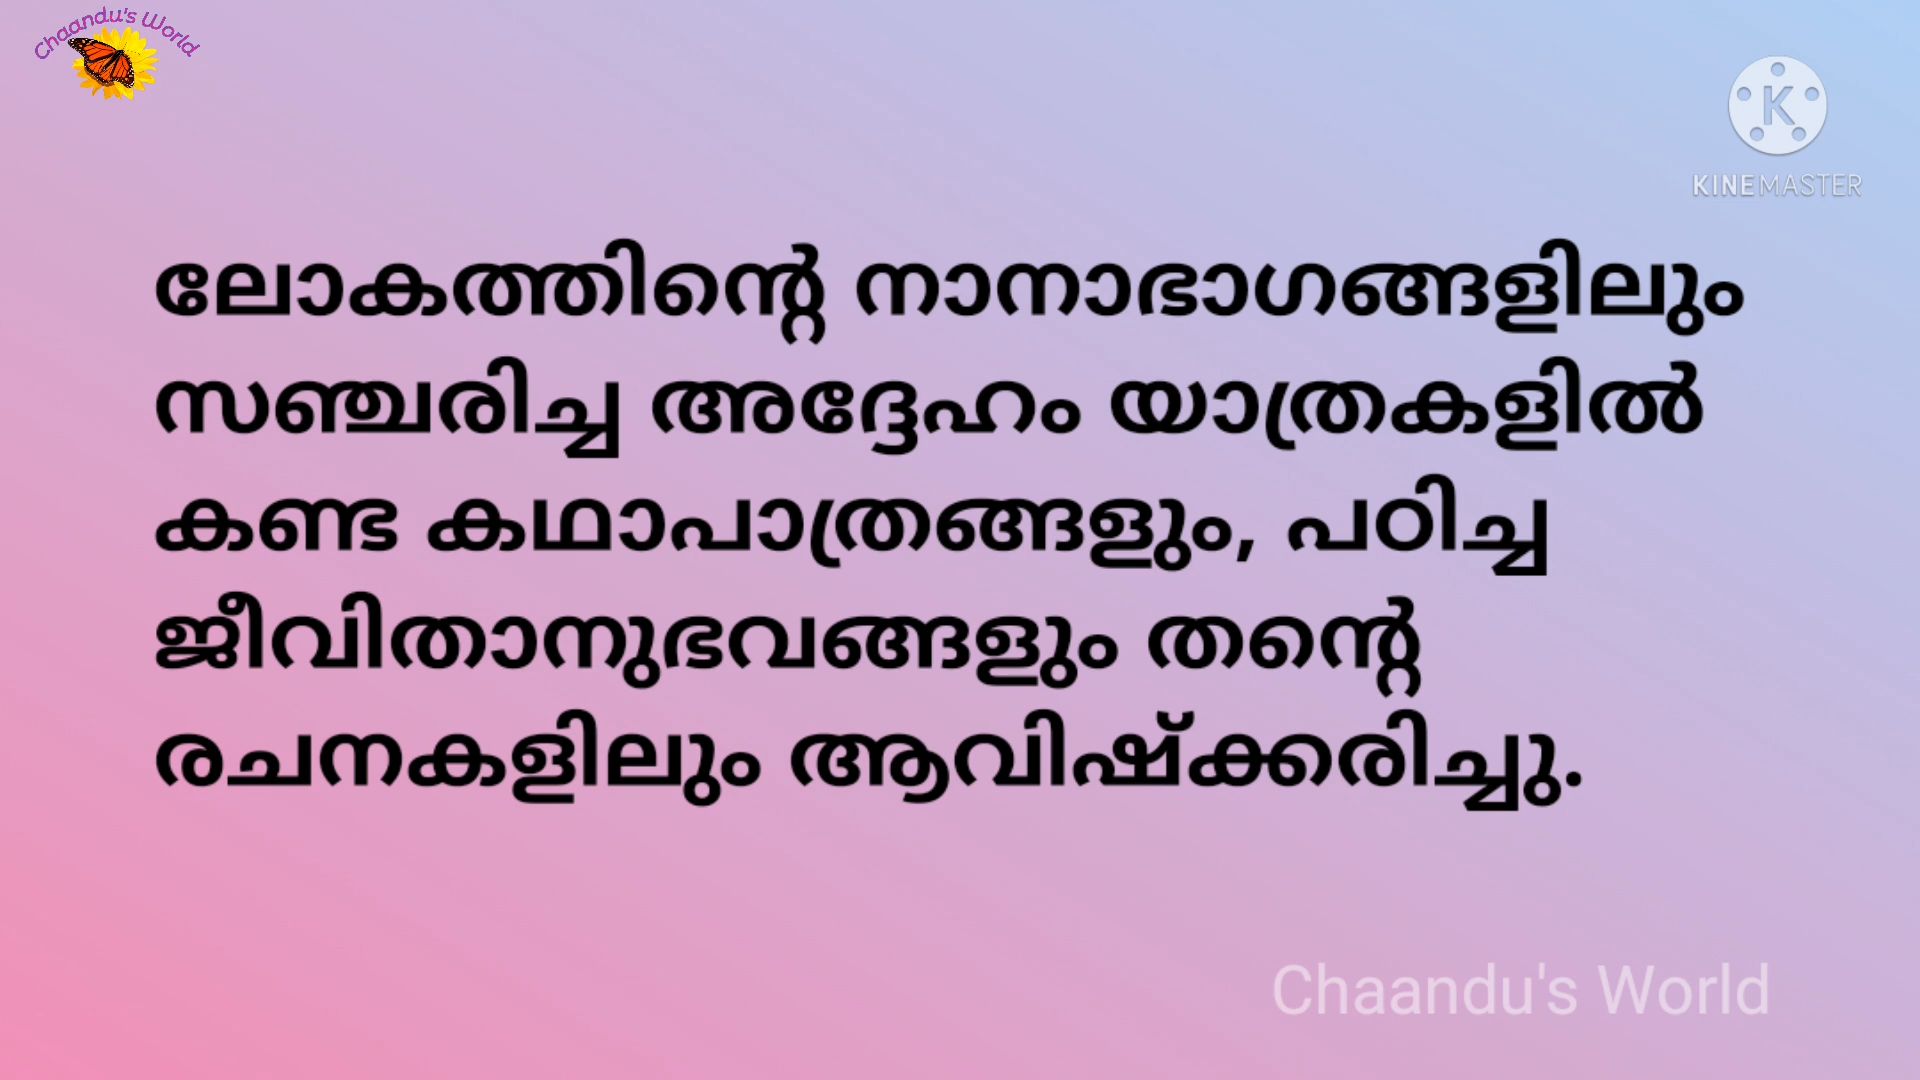 Chaandu's World
K
KINEMASTER
ലോകത്തിന്റെ നാനാഭാഗങ്ങളിലും
സഞ്ചരിച്ച അദ്ദേഹം യാത്രകളിൽ
കണ്ട കഥാപാത്രങ്ങളും, പഠിച്ച
ജീവിതാനുഭവങ്ങളും തന്റെ
രചനകളിലും ആവിഷ്ക്കരിച്ചു.
Chaandu's World